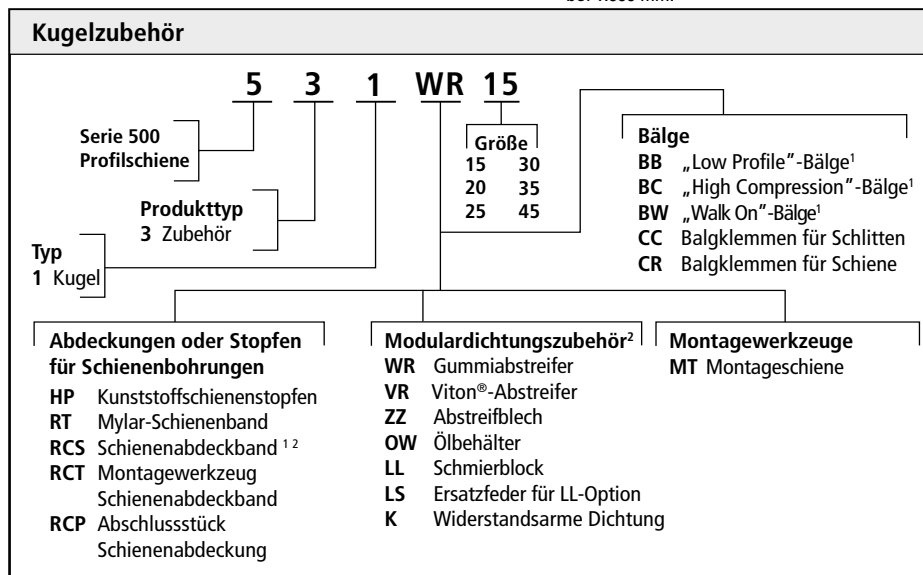 Kugelzubehör
5 3 1 WR 15
Serie 500
Profilschiene
Produkttyp
3 Zubehör
Typ
1 Kugel
Größe
15 30
20 35
25 45
Bälge
BB „Low Profile"-Bälge¹
BC „High Compression"-Bälge¹
BW „Walk On"-Bälge¹
CC Balgklemmen für Schlitten
CR Balgklemmen für Schiene
Abdeckungen oder Stopfen
für Schienenbohrungen
HP Kunststoffschienenstopfen
RT Mylar-Schienenband
RCS Schienenabdeckband ¹ ²
RCT Montagewerkzeug
Schienenabdeckband
RCP Abschlussstück
Schienenabdeckung
Modulardichtungszubehör²
WR Gummiabstreifer
VR Viton®-Abstreifer
ZZ Abstreifblech
OW Ölbehälter
LL Schmierblock
LS Ersatzfeder für LL-Option
K Widerstandsarme Dichtung
Montagewerkzeuge
MT Montageschiene